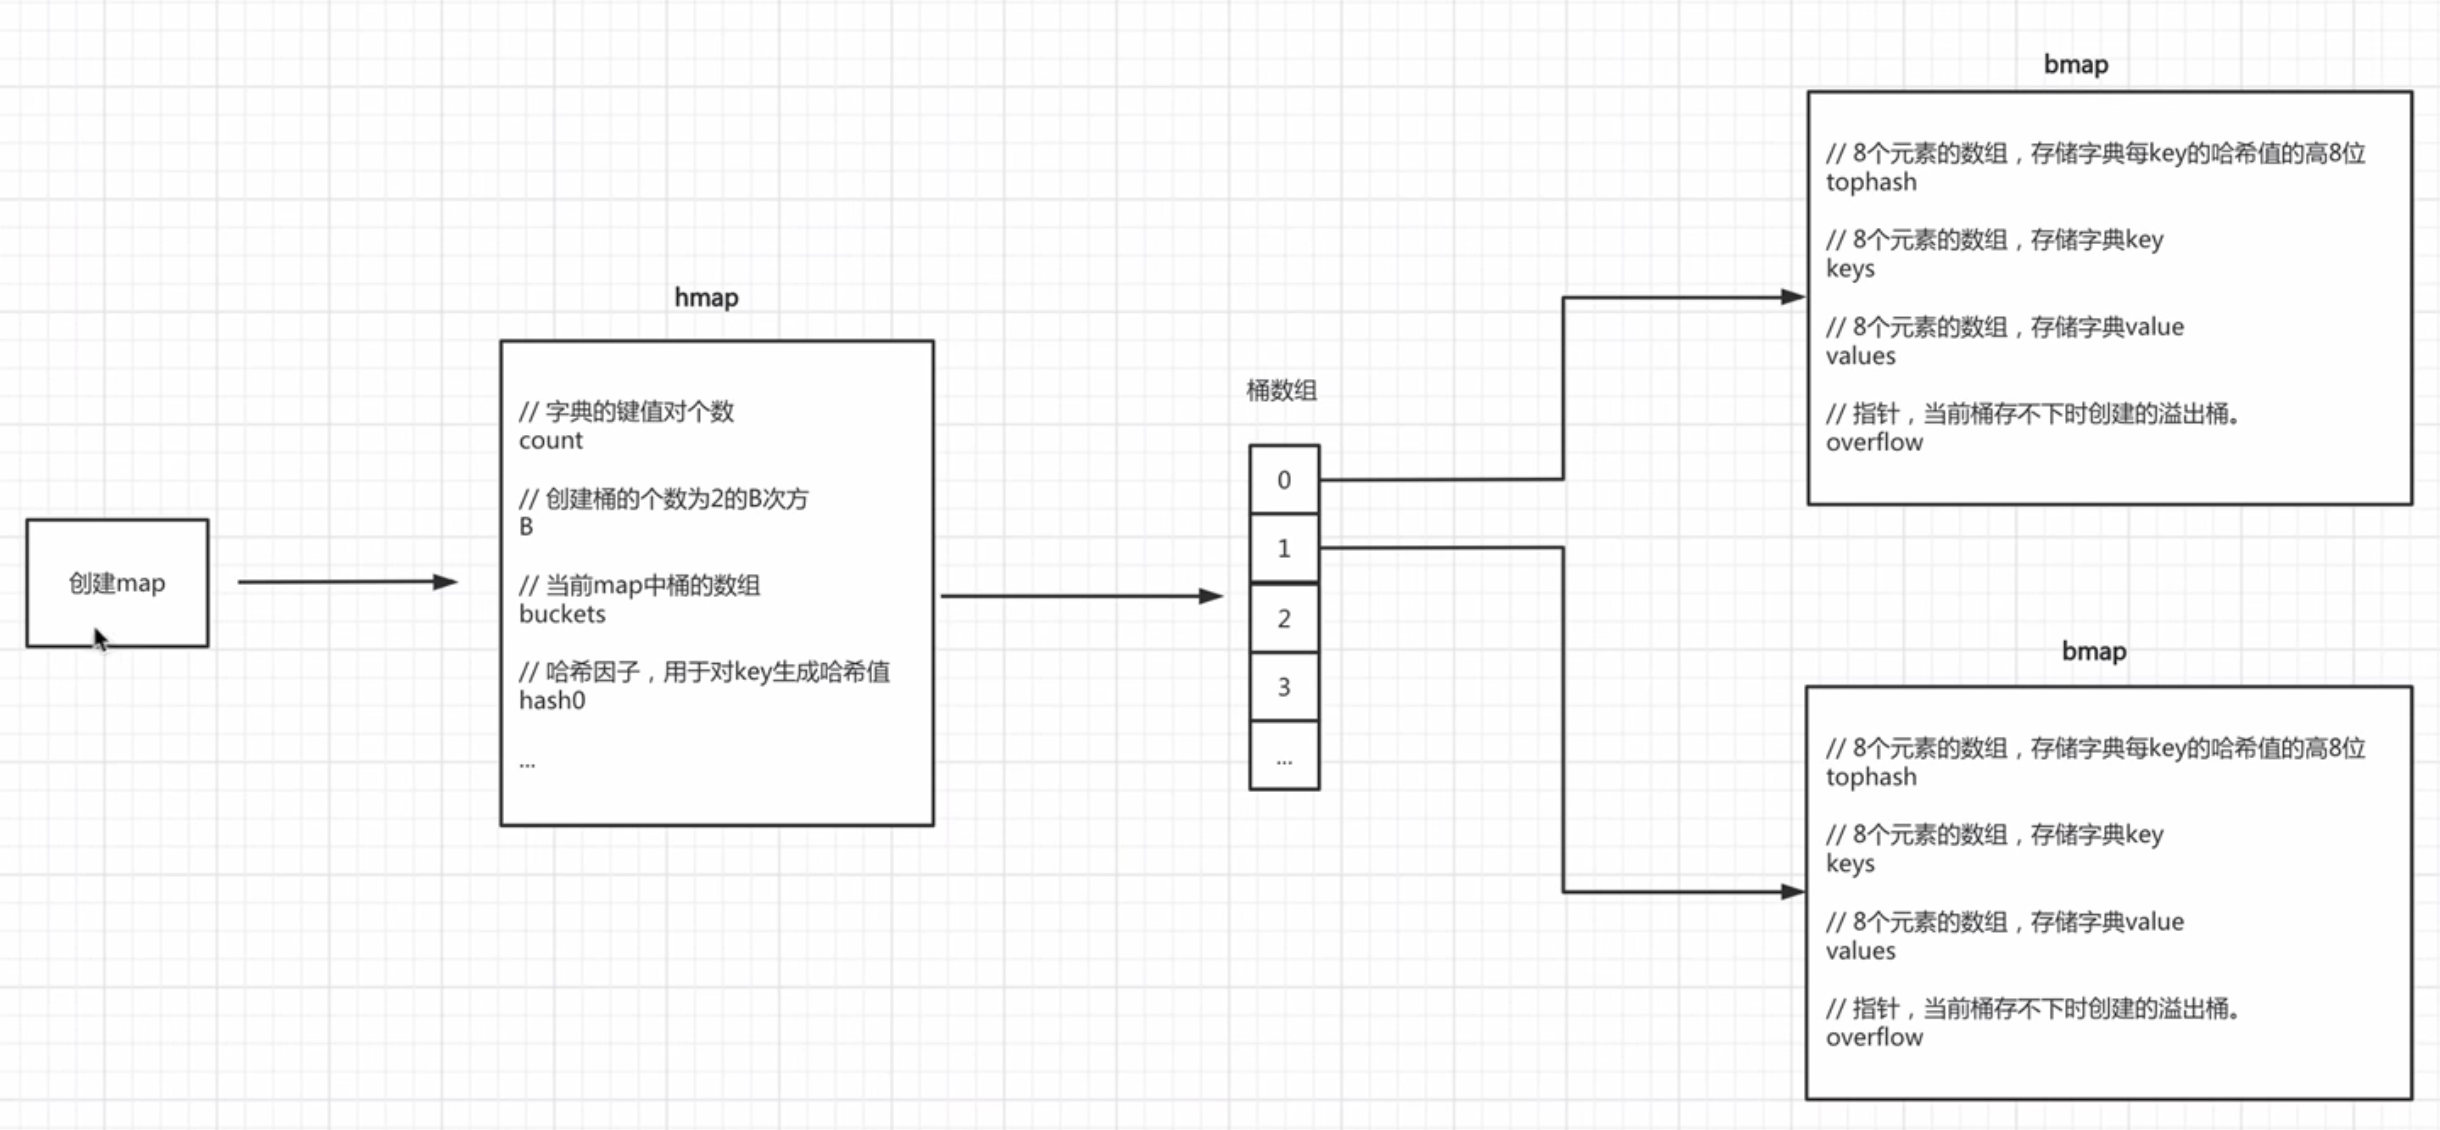 创建map
hmap
// 字典的键值对个数
count
// 创建桶的个数为2的B次方
B
// 当前map中桶的数组
buckets
// 哈希因子，用于对key生成哈希值
hash0
...
桶数组
0
1
2
3
...
bmap
// 8个元素的数组，存储字典每key的哈希值的高8位
tophash
// 8个元素的数组，存储字典key
keys
// 8个元素的数组，存储字典value
values
// 指针，当前桶存不下时创建的溢出桶。
overflow
bmap
// 8个元素的数组，存储字典每key的哈希值的高8位
tophash
// 8个元素的数组，存储字典key
keys
// 8个元素的数组，存储字典value
values
// 指针，当前桶存不下时创建的溢出桶。
overflow